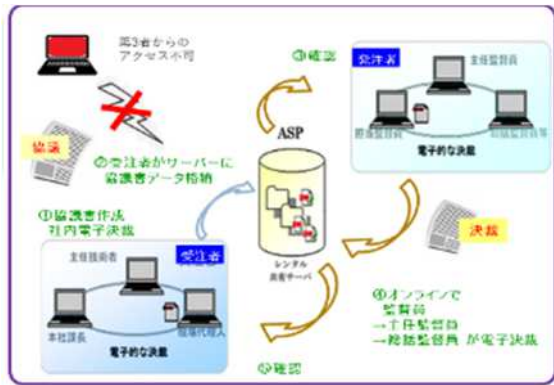 第3者からの
アクセス不可
③確認
受注者
主任監督員
電子的な決裁
協議
②受注者がサーバーに
協議書データ格納
ASP
①協議書作成
社内電子決裁
受注者
主任技術者
本社課長
現場代理人
電子的な決裁
レンタル
共有サーバ
決裁
④オンラインで
監督員
→主任監督員
→総括監督員 が電子決裁
確認